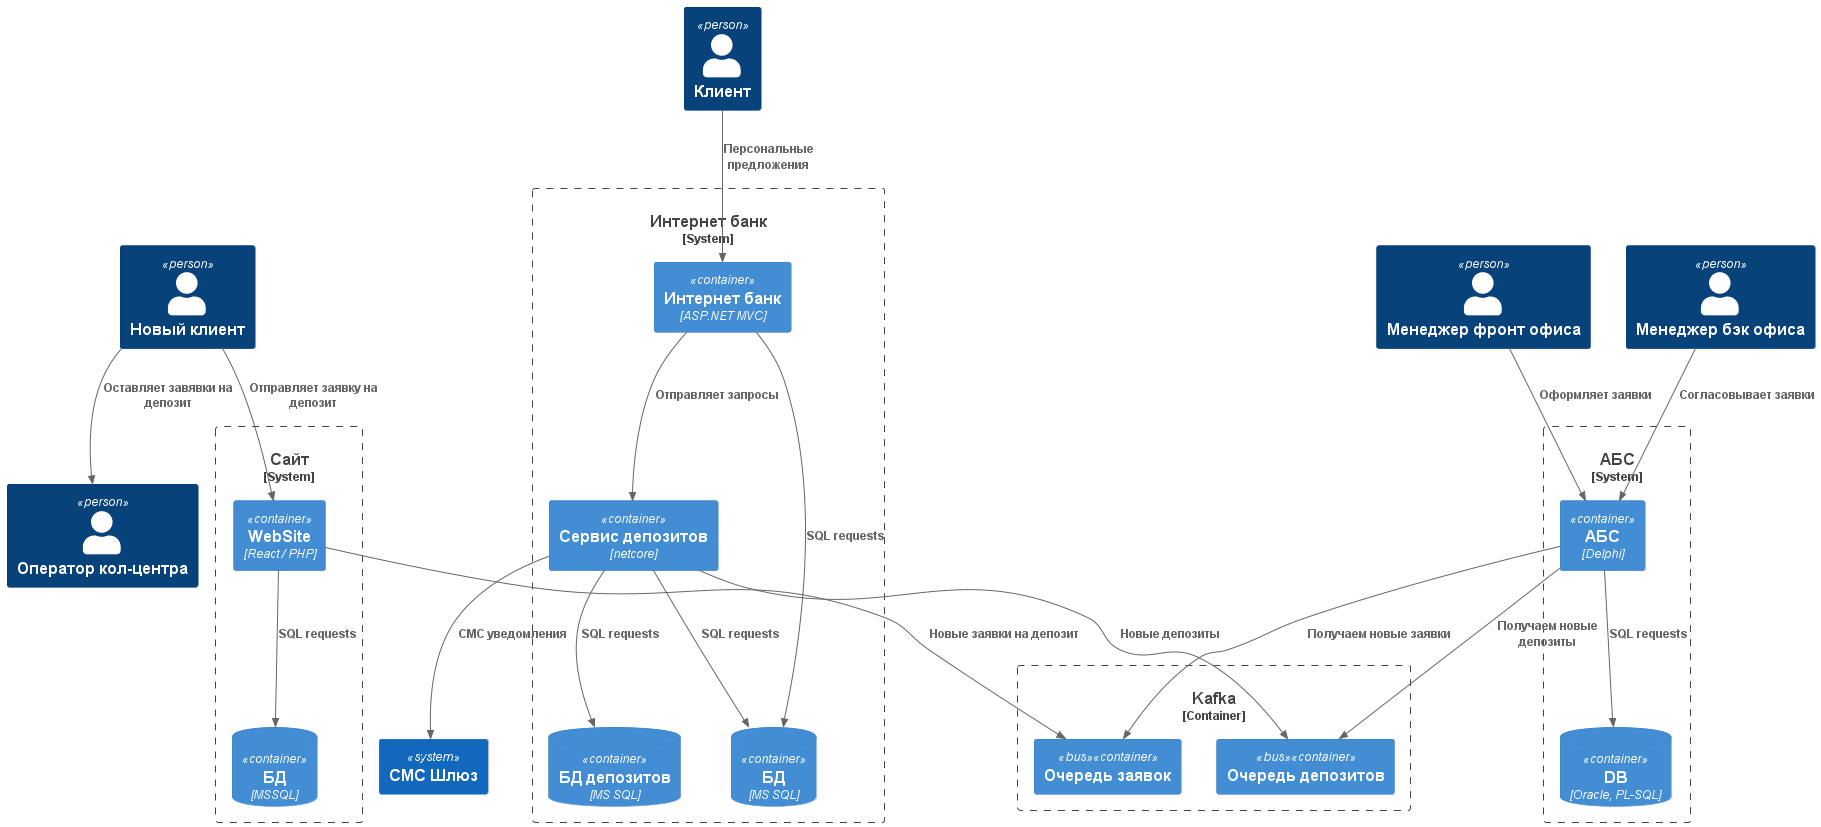 «person»
Клиент
Персональные
предложения
Интернет банк
[System]
«person»
Новый клиент
«container»
Интернет банк
[ASP.NET MVC]
«person»
Менеджер фронт офиса
«person»
Менеджер бэк офиса
Оставляет завявки на
депозит
Отправляет заявку на
депозит
Отправляет запросы
Оформляет заявки
Согласовывает заявки
Сайт
[System]
АБС
[System]
«person»
Оператор кол-центра
«container»
WebSite
[React / PHP]
«container»
Сервис депозитов
[netcore]
SQL requests
«container»
АБС
[Delphi]
SQL requests
СМС уведомления
SQL requests
SQL requests
Новые заявки на депозит
Новые депозиты
Получаем новые заявки
Получаем новые
депозиты
SQL requests
Kafka
[Container]
«container»
БД
[MSSQL]
«system»
СМС Шлюз
«container»
БД депозитов
[MS SQL]
«container»
БД
[MS SQL]
«bus»«container»
Очередь заявок
«bus»«container»
Очередь депозитов
«container»
DB
[Oracle, PL-SQL]